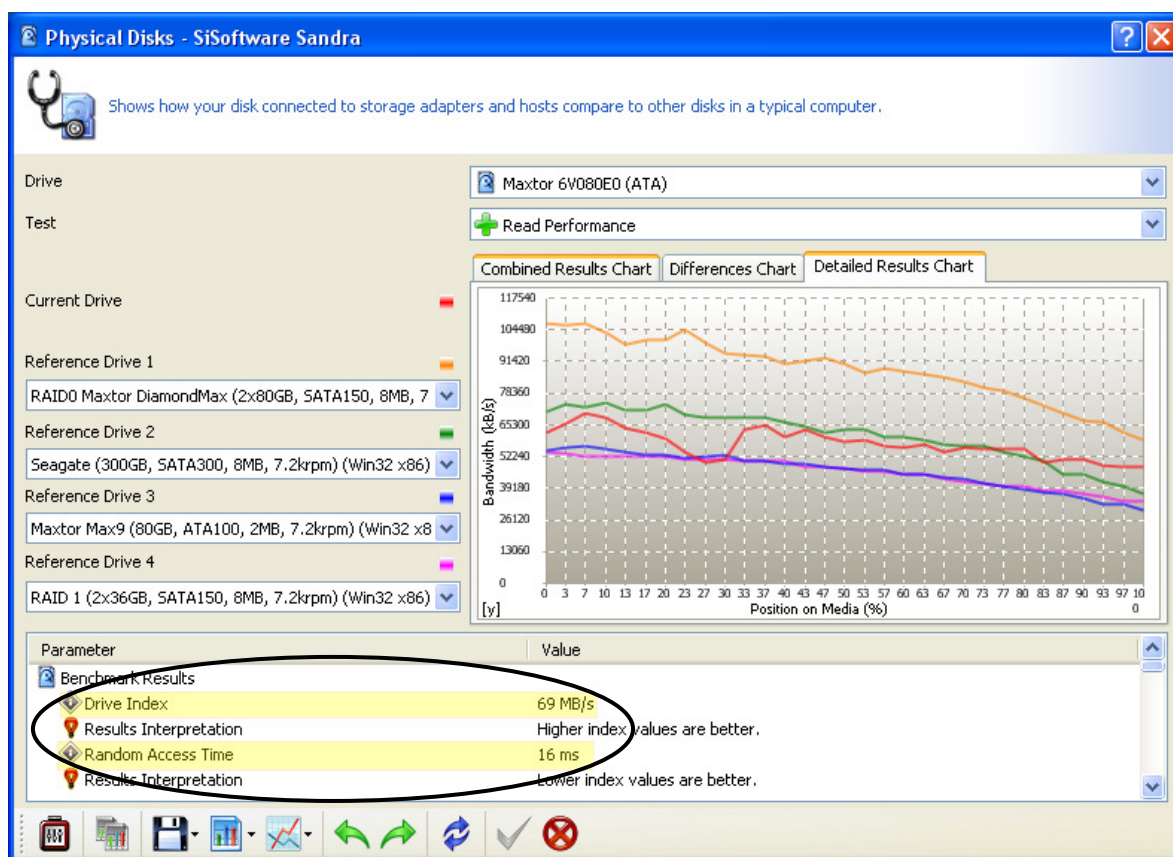 Physical Disks - SiSoftware Sandra
?
Shows how your disk connected to storage adapters and hosts compare to other disks in a typical computer.
Drive
Maxtor 6V080E0 (ATA)
Test
Read Performance
Combined Results Chart
Differences Chart
Detailed Results Chart
Current Drive
Reference Drive 1
RAID0 Maxtor DiamondMax (2x80GB, SATA150, 8MB, 7
Reference Drive 2
Seagate (300GB, SATA300, 8MB, 7.2krpm) (Win32 x86)
Reference Drive 3
Maxtor Max9 (80GB, ATA100, 2MB, 7.2krpm) (Win32 x8
Reference Drive 4
RAID 1 (2x36GB, SATA150, 8MB, 7.2krpm) (Win32 x86)
Bandwidth (kB/s)
117540
104480
91420
78360
65300
52240
39180
26120
13060
0
[y]
0 3 7 10 13 17 20 23 27 30 33 37 40 43 47 50 53 57 60 63 67 70 73 77 80 83 87 90 93 97 10
0
Position on Media (%)
Parameter Value
Benchmark Results
Drive Index 69 MB/s
Results Interpretation Higher index values are better.
Random Access Time 16 ms
Results Interpretation Lower index values are better.